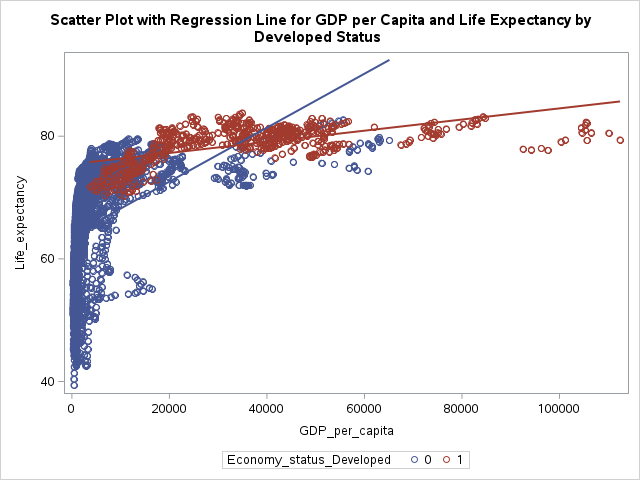 Scatter Plot with Regression Line for GDP per Capita and Life Expectancy by
Developed Status
80
60
40
Life_expectancy
0 20000 40000 60000 80000 100000
GDP_per_capita
Economy_status_Developed 0 1